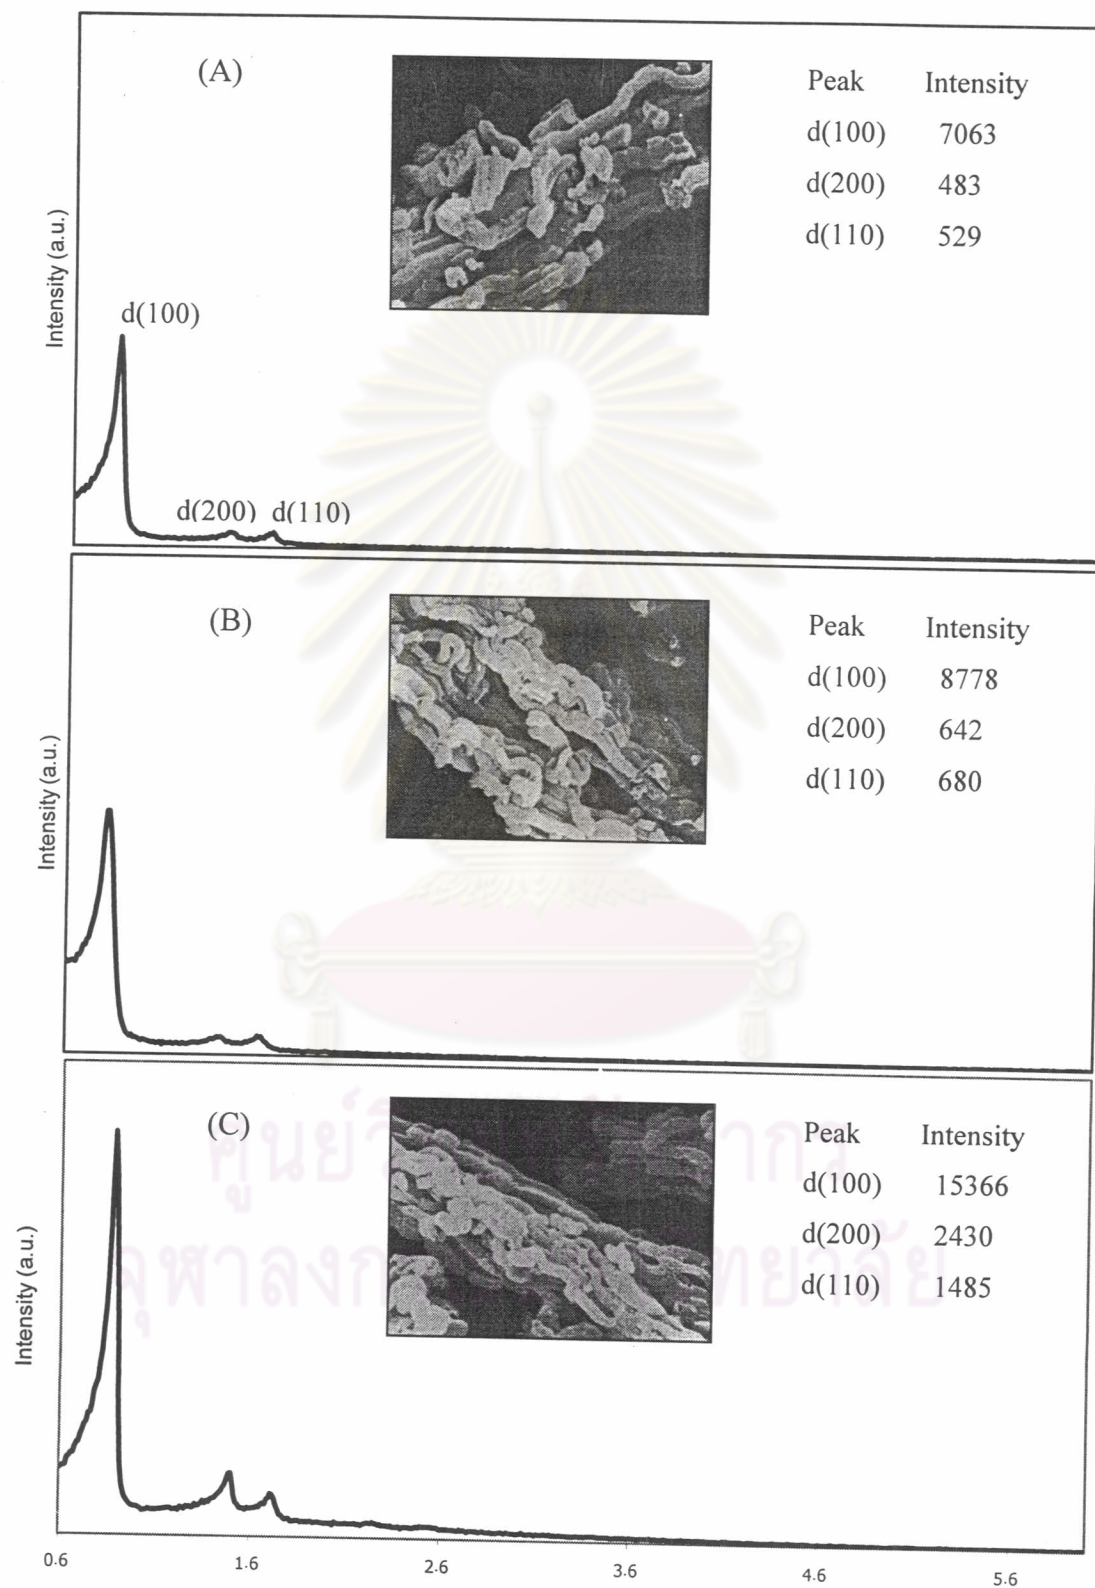 (A)
Peak Intensity
d(100) 7063
d(200) 483
d(110) 529
Intensity (a.u.)
d(100)
d(200) d(110)
(B)
Peak Intensity
d(100) 8778
d(200) 642
d(110) 680
Intensity (a.u.)
(C)
Peak Intensity
d(100) 15366
d(200) 2430
d(110) 1485
Intensity (a.u.)
0.6 1.6 2.6 3.6 4.6 5.6